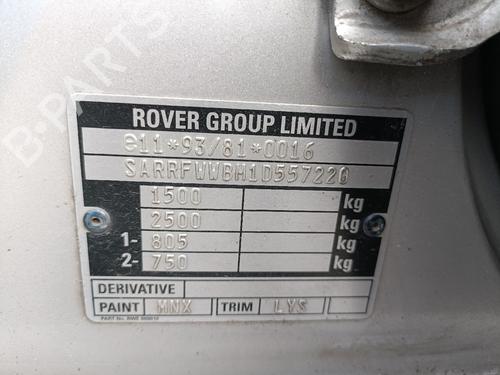 B-PARTS
ROVER GROUP LIMITED
e11*93/81*0016
SARRFWWBM1D557220
1500 kg
2500 kg
1- 805 kg
2- 750 kg
DERIVATIVE
PAINT MNX TRIM LYS